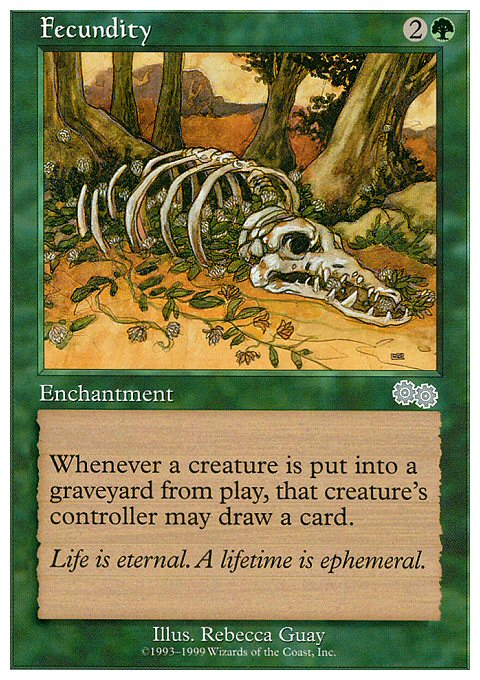 Fecundity
2
Enchantment
Whenever a creature is put into a
graveyard from play, that creature's
controller may draw a card.
Life is eternal. A lifetime is ephemeral.
Illus. Rebecca Guay
©1993–1999 Wizards of the Coast, Inc.